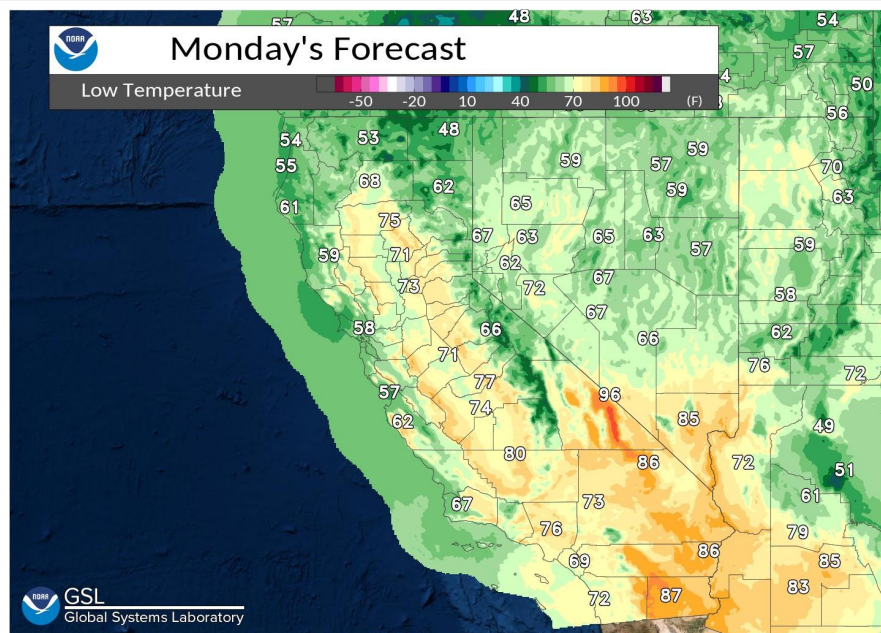 57 48 63 54
NOAA
Monday's Forecast
57
Low Temperature
-50 -20 10 40 70 100 (F)
50
56
54 53 48
55 59 57 59 70
68 62 59 63
61 65
75
59 71 67 63 65 63 57 59
62
73 72 67 58
58 66 67 62
71 66 76 72
77
57 74 96 85 49
62
80 86 72 51
67 73 61
76 79
69 86 85
72 87 83
NOAA
GSL
Global Systems Laboratory